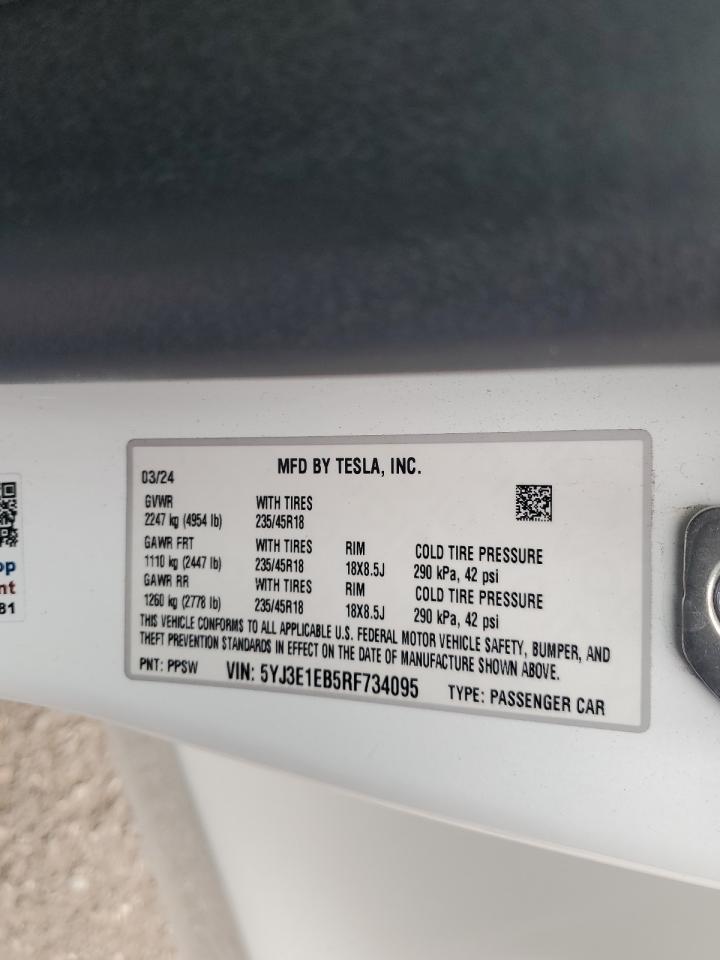 MFD BY TESLA, INC.
03/24
GVWR WITH TIRES
2247 kg (4954 lb) 235/45R18
GAWR FRT WITH TIRES RIM COLD TIRE PRESSURE
1110 kg (2447 lb) 235/45R18 18X8.5J 290 kPa, 42 psi
GAWR RR WITH TIRES RIM COLD TIRE PRESSURE
1260 kg (2778 lb) 235/45R18 18X8.5J 290 kPa, 42 psi
THIS VEHICLE CONFORMS TO ALL APPLICABLE U.S. FEDERAL MOTOR VEHICLE SAFETY, BUMPER, AND
THEFT PREVENTION STANDARDS IN EFFECT ON THE DATE OF MANUFACTURE SHOWN ABOVE.
PNT: PPSW VIN: 5YJ3E1EB5RF734095 TYPE: PASSENGER CAR